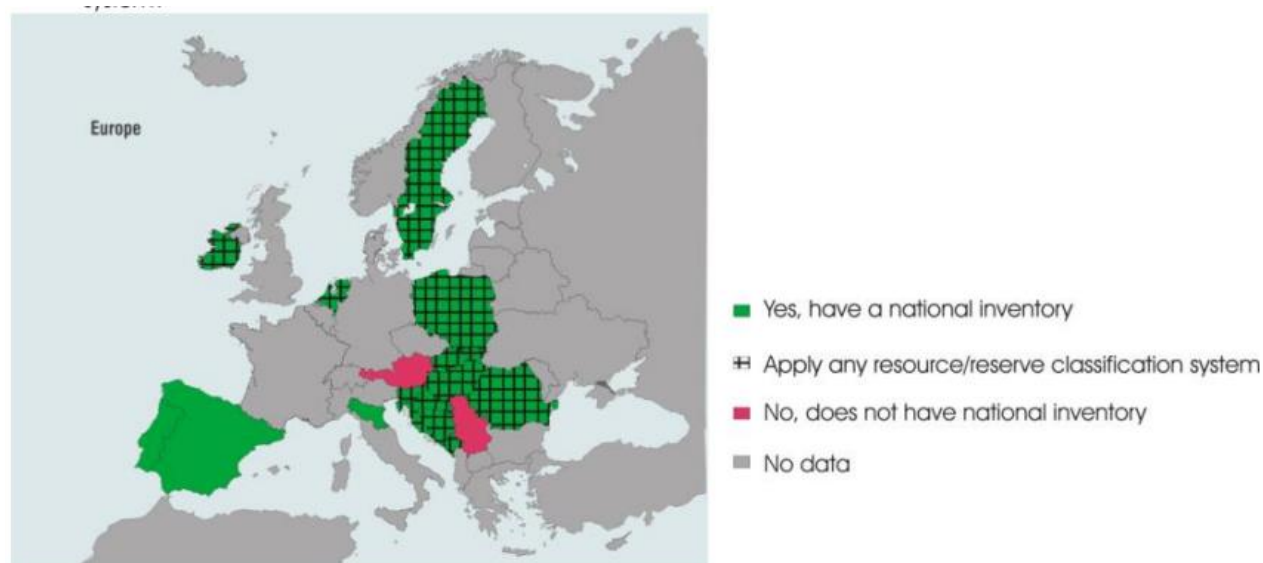 Europe
Yes, have a national inventory
Apply any resource/reserve classification system
No, does not have national inventory
No data